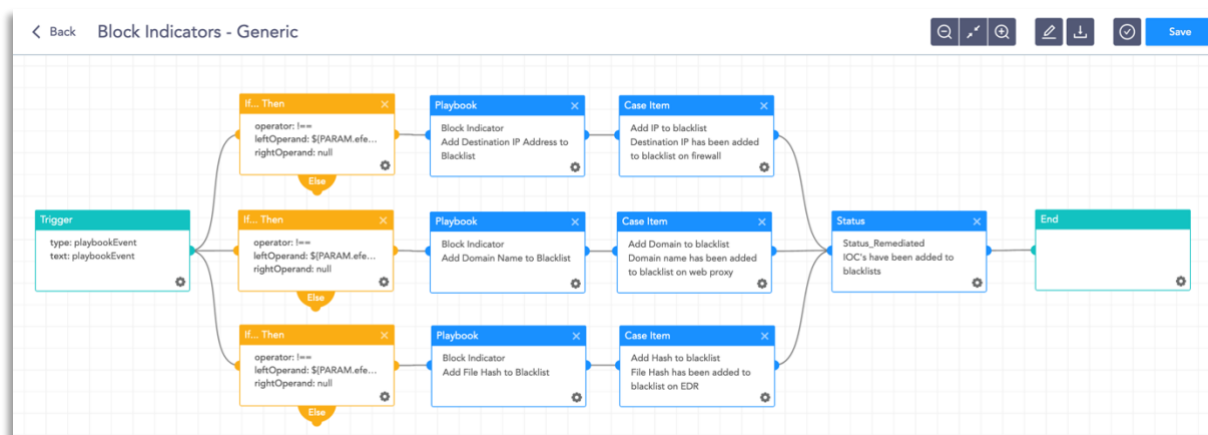 Back
Block Indicators - Generic
Save
If... Then
operator: !==
leftOperand: ${PARAM.efe...
rightOperand: null
Else
Playbook
Block Indicator
Add Destination IP Address to
Blacklist
Case Item
Add IP to blacklist
Destination IP has been added
to blacklist on firewall
Trigger
type: playbookEvent
text: playbookEvent
If... Then
operator: !==
leftOperand: ${PARAM.efe...
rightOperand: null
Else
Playbook
Block Indicator
Add Domain Name to Blacklist
Case Item
Add Domain to blacklist
Domain name has been added
to blacklist on web proxy
Status
Status_Remediated
IOC's have been added to
blacklists
End
If... Then
operator: !==
leftOperand: ${PARAM.efe...
rightOperand: null
Else
Playbook
Block Indicator
Add File Hash to Blacklist
Case Item
Add Hash to blacklist
File Hash has been added to
blacklist on EDR